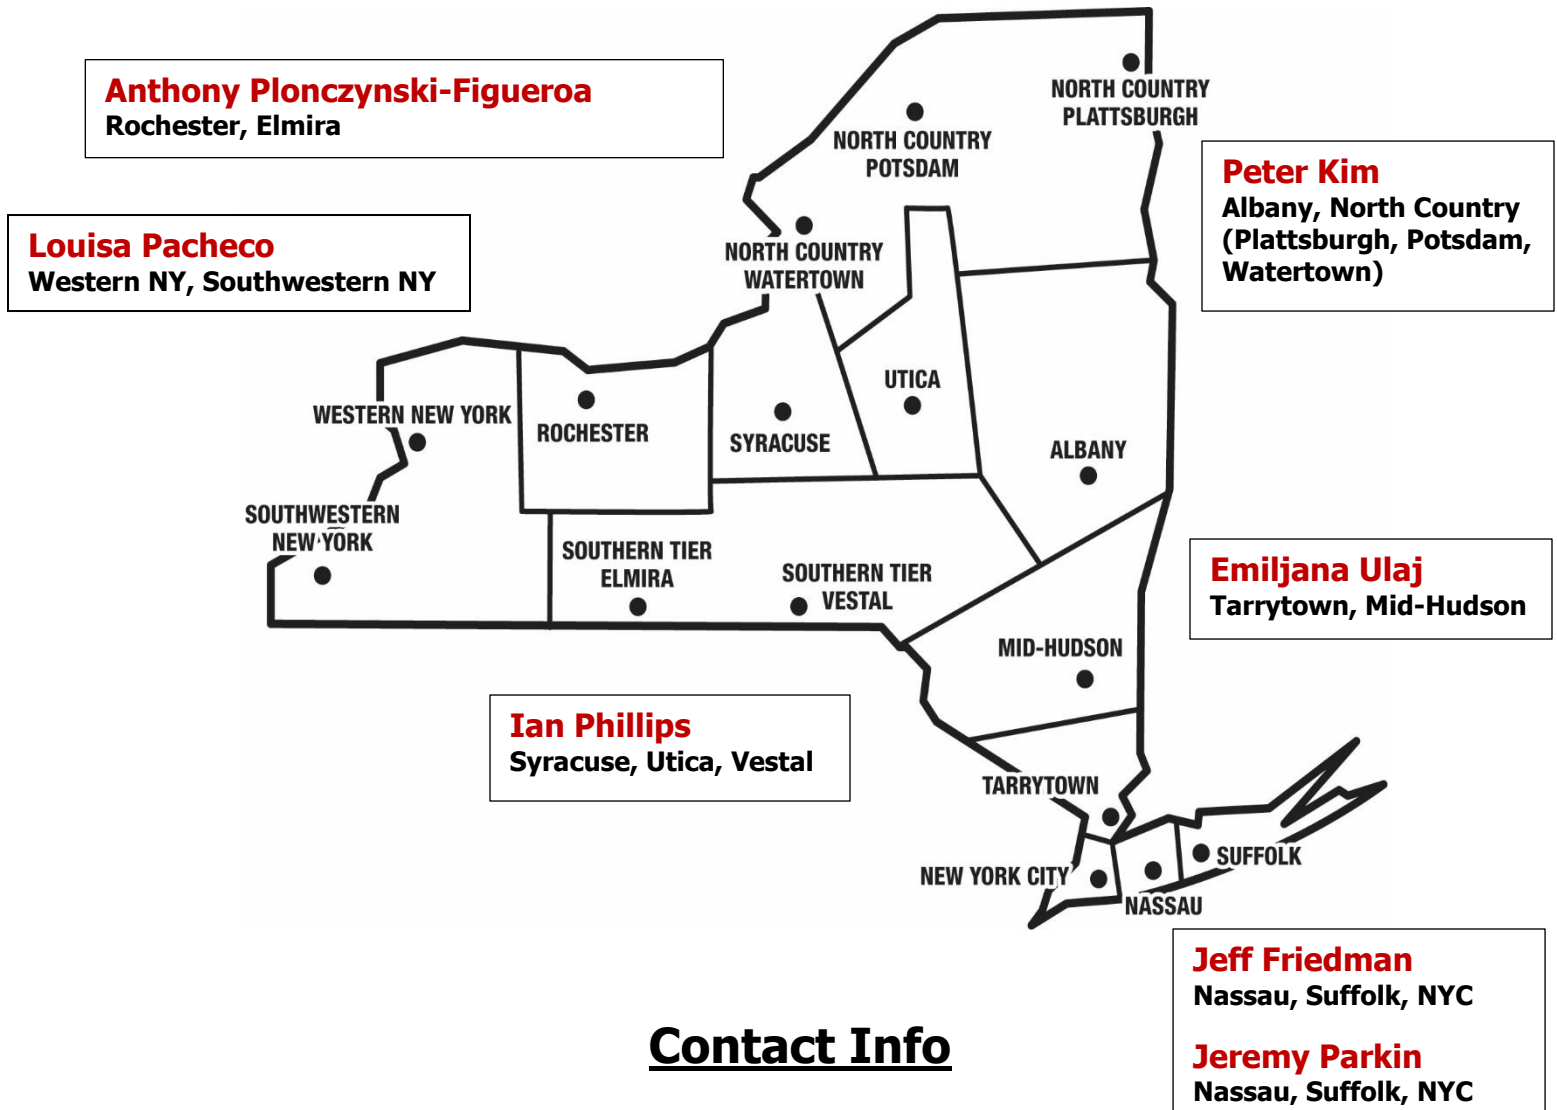 Anthony Plonczynski-Figueroa
Rochester, Elmira
Louisa Pacheco
Western NY, Southwestern NY
Peter Kim
Albany, North Country
(Plattsburgh, Potsdam,
Watertown)
Emiljana Ulaj
Tarrytown, Mid-Hudson
Ian Phillips
Syracuse, Utica, Vestal
Jeff Friedman
Nassau, Suffolk, NYC
Jeremy Parkin
Nassau, Suffolk, NYC
NORTH COUNTRY
PLATTSBURGH
NORTH COUNTRY
POTSDAM
NORTH COUNTRY
WATERTOWN
UTICA
WESTERN NEW YORK
ROCHESTER
SYRACUSE
ALBANY
SOUTHWESTERN
NEW YORK
SOUTHERN TIER
ELMIRA
SOUTHERN TIER
VESTAL
MID-HUDSON
TARRYTOWN
NEW YORK CITY
NASSAU
SUFFOLK
Contact Info